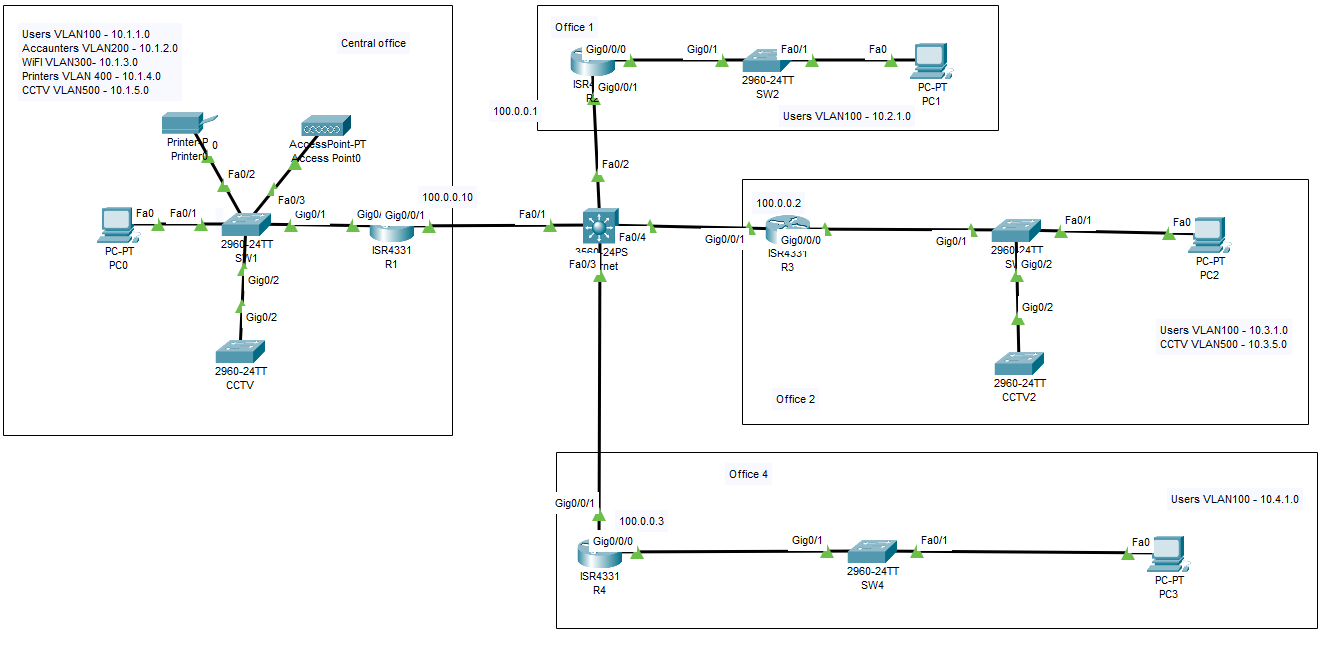 Users VLAN100 - 10.1.1.0
Accaunters VLAN200 - 10.1.2.0
WiFI VLAN300- 10.1.3.0
Printers VLAN 400 - 10.1.4.0
CCTV VLAN500 - 10.1.5.0
Central office
Printer0
0
AccessPoint-PT
Access Point0
Fa0/2
Fa0/3
Fa0
Fa0/1
Gig0/1
Gig0/0/1
100.0.0.10
PC-PT
PC0
2960-24TT
SW1
ISR4331
R1
Gig0/2
Gig0/2
2960-24TT
CCTV
Office 1
Gig0/0/0
Gig0/1
Fa0/1
Fa0
Gig0/0/1
2960-24TT
SW2
PC-PT
PC1
100.0.0.1
Users VLAN100 - 10.2.1.0
Fa0/2
Fa0/1
Fa0/4
Fa0/3
100.0.0.2
Gig0/0/1
Gig0/0/0
ISR4331
R3
Gig0/1
Fa0/1
Fa0
2960-24TT
Gig0/2
PC-PT
PC2
Gig0/2
2960-24TT
CCTV2
Users VLAN100 - 10.3.1.0
CCTV VLAN500 - 10.3.5.0
Office 2
Office 4
Users VLAN100 - 10.4.1.0
Gig0/0/1
100.0.0.3
Gig0/0/0
ISR4331
R4
Gig0/1
Fa0/1
2960-24TT
SW4
Fa0
PC-PT
PC3